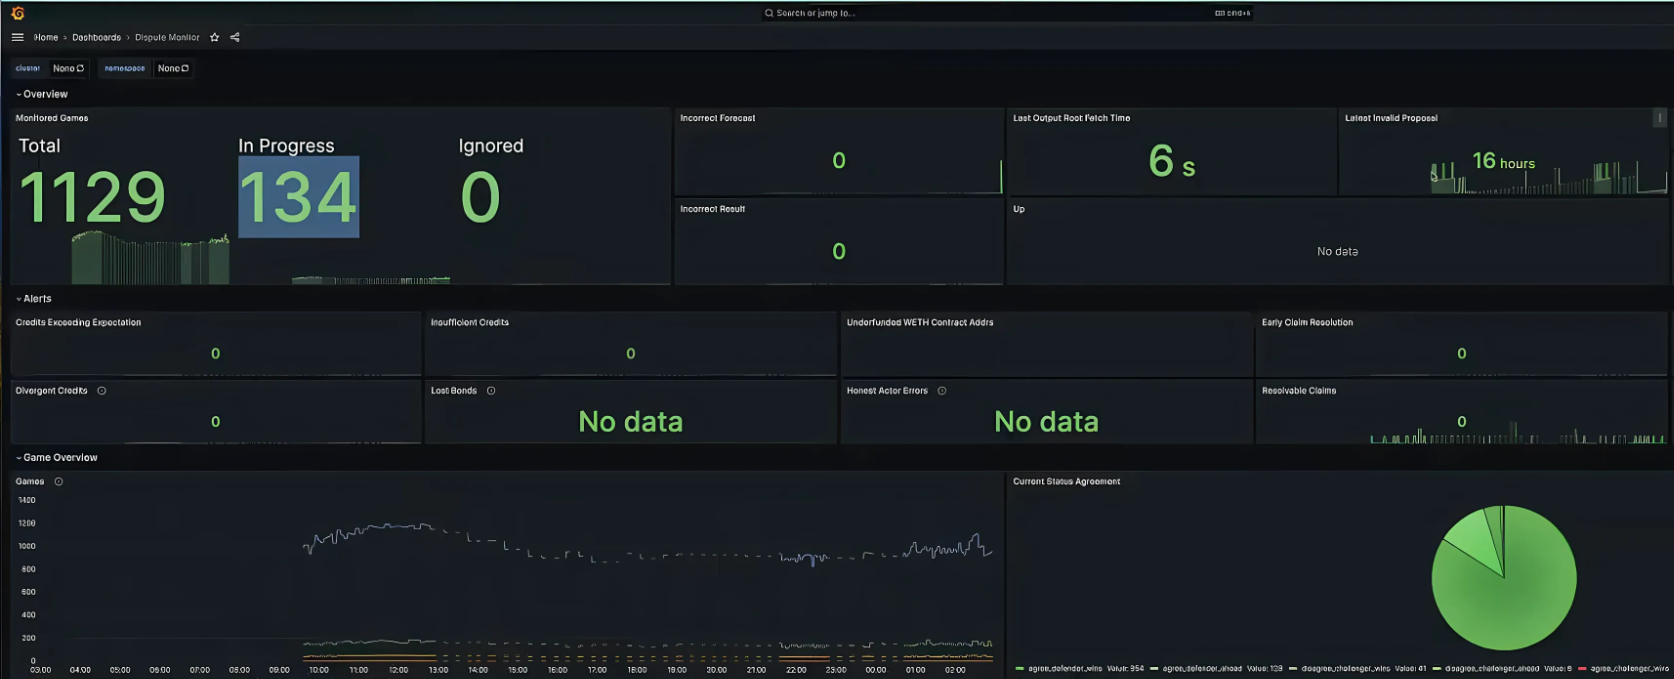 Search or jump to...
cmd+k
Home › Dashboards › Dispute Monitor
cluster None namespace None
Overview
Monitored Games
Total
1129
In Progress
134
Ignored
0
Incorrect Forecast
0
Incorrect Result
0
Last Output Root Fetch Time
6 s
Latest Invalid Proposal
16 hours
Up
No data
Alerts
Credits Exceeding Expectation
0
Insufficient Credits
0
Underfunded WETH Contract Addrs
Early Claim Resolution
0
Divergent Credits
0
Lost Bonds
No data
Honest Actor Errors
No data
Resolvable Claims
0
Game Overview
Games
1400
1200
1000
800
600
400
200
0
03:00 04:00 05:00 06:00 07:00 08:00 09:00 10:00 11:00 12:00 13:00 14:00 15:00 16:00 17:00 18:00 19:00 20:00 21:00 22:00 23:00 00:00 01:00 02:00
Current Status Agreement
agree_defender_wins Value: 954 agree_defender_ahead Value: 128 disagree_challenger_wins Value: 41 disagree_challenger_ahead Value: 6 agree_challenger_wins